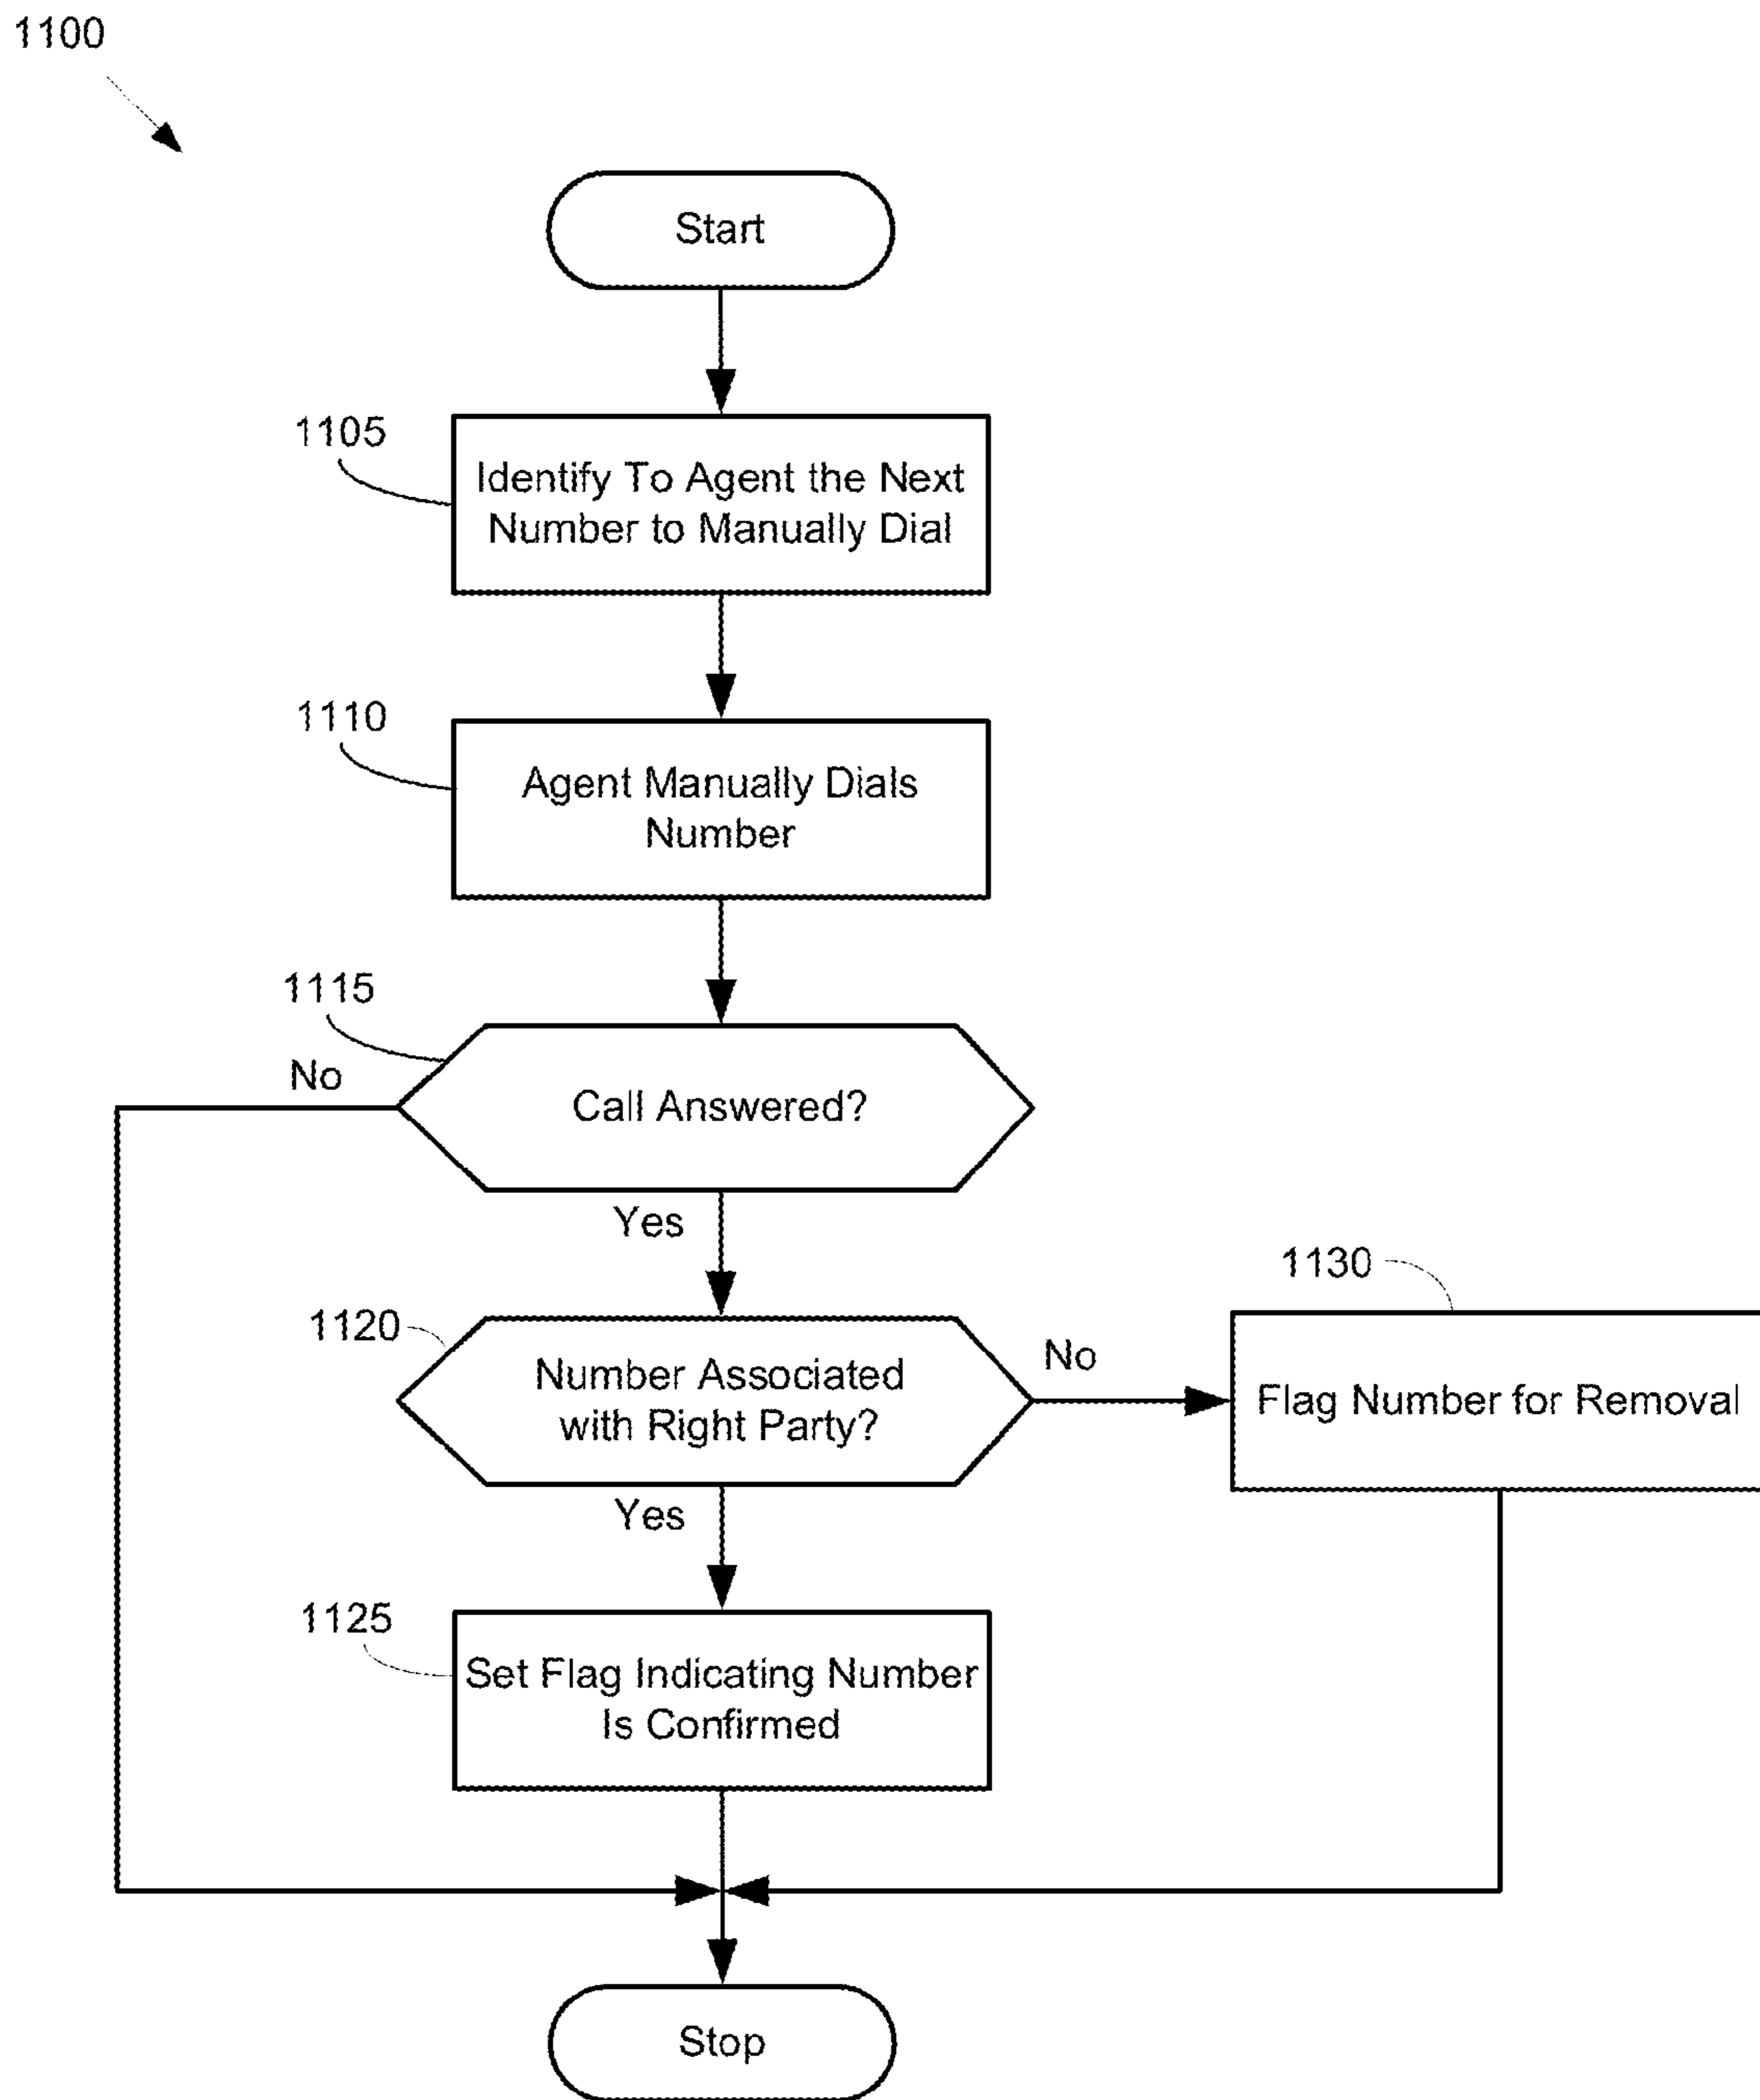 1100
Start
1105
Identify To Agent the Next
Number to Manually Dial
1110
Agent Manually Dials
Number
1115
No
Call Answered?
Yes
1130
1120
Number Associated
with Right Party?
No
Flag Number for Removal
Yes
1125
Set Flag Indicating Number
Is Confirmed
Stop